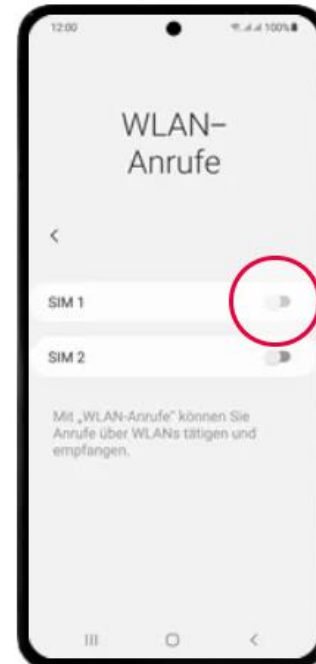 12:00
100%
WLAN-
Anrufe
SIM 1
SIM 2
Mit „WLAN-Anrufe" können Sie
Anrufe über WLANs tätigen und
empfangen.